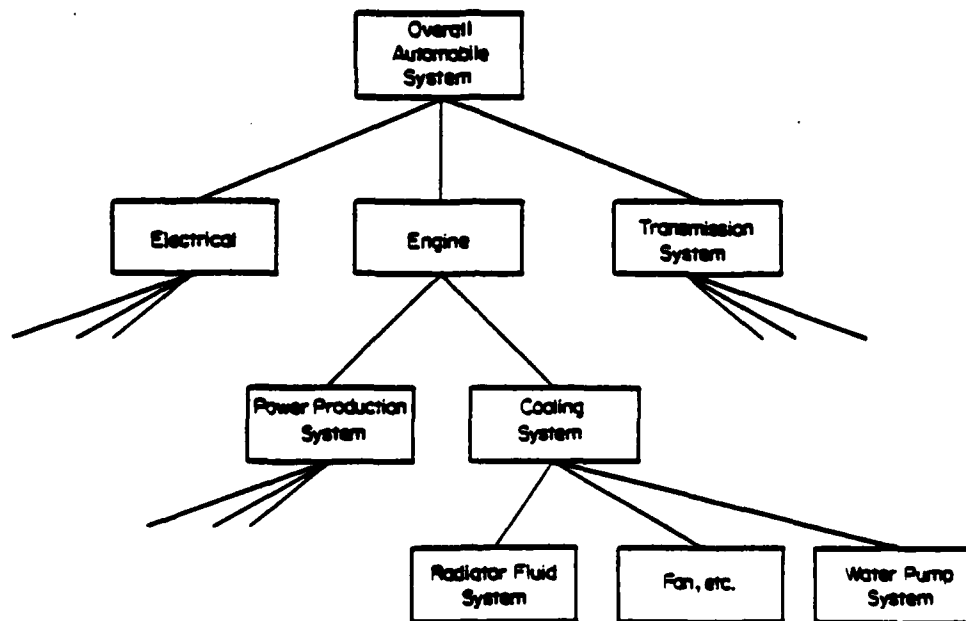 Overall
Automobile
System
Electrical
Engine
Transmission
System
Power Production
System
Cooling
System
Radiator Fluid
System
Fan, etc.
Water Pump
System